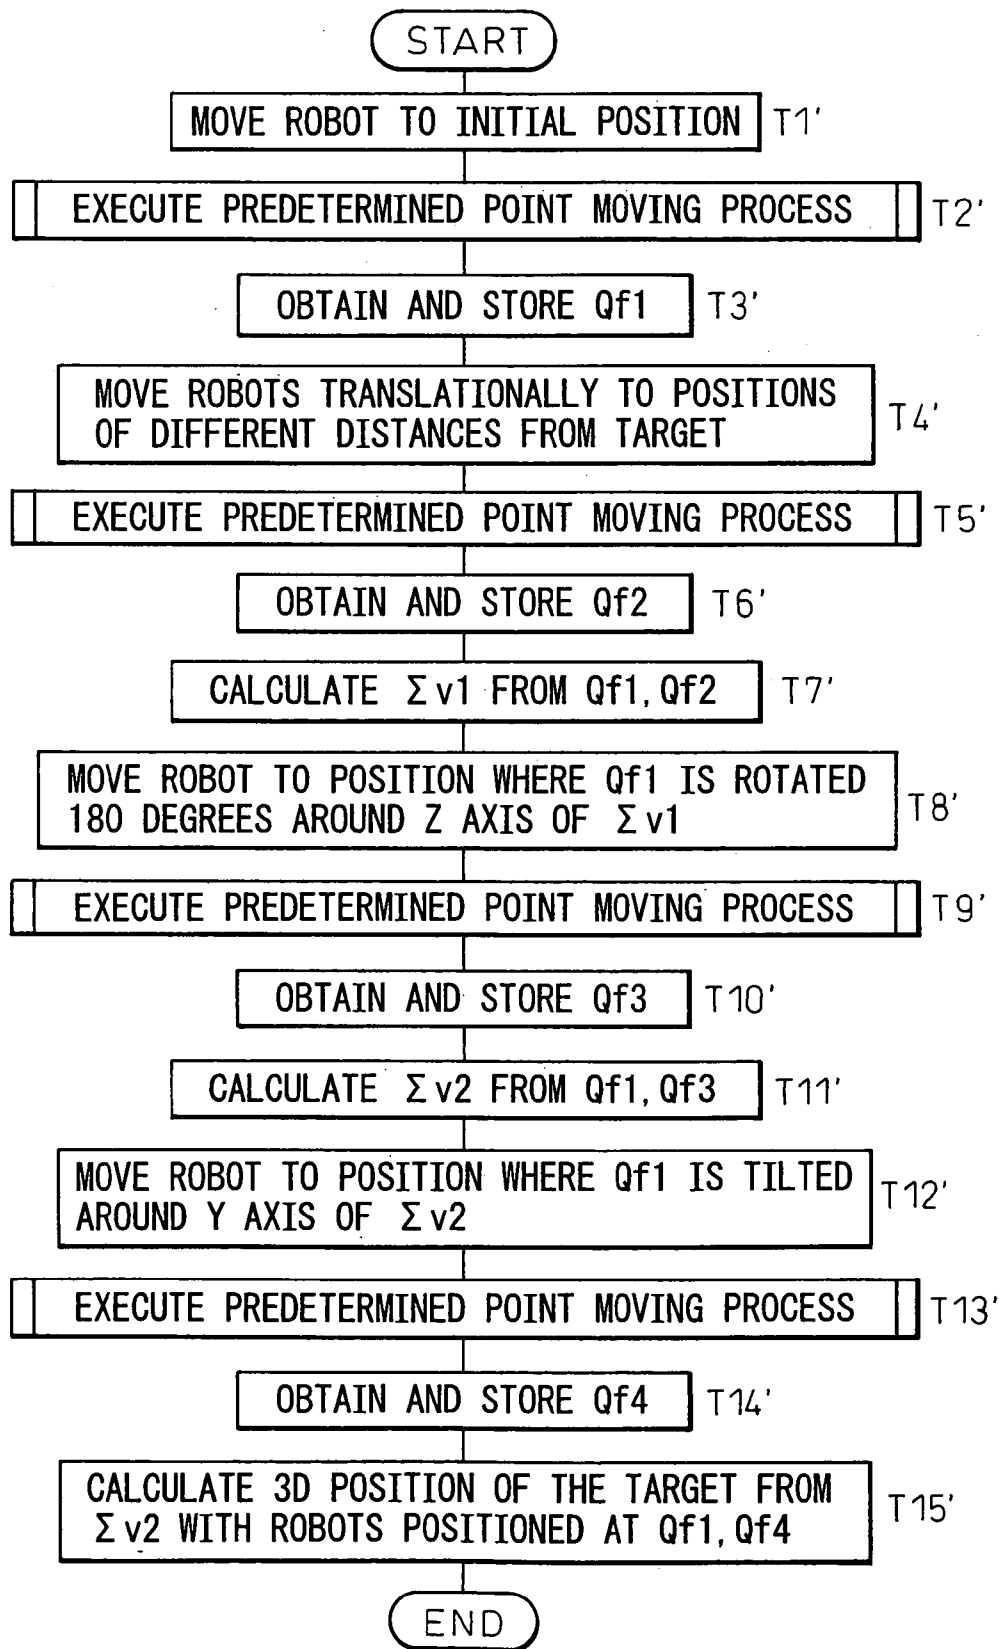 START
MOVE ROBOT TO INITIAL POSITION T1'
EXECUTE PREDETERMINED POINT MOVING PROCESS T2'
OBTAIN AND STORE Qf1 T3'
MOVE ROBOTS TRANSLATIONALLY TO POSITIONS
OF DIFFERENT DISTANCES FROM TARGET T4'
EXECUTE PREDETERMINED POINT MOVING PROCESS T5'
OBTAIN AND STORE Qf2 T6'
CALCULATE Σv1 FROM Qf1, Qf2 T7'
MOVE ROBOT TO POSITION WHERE Qf1 IS ROTATED
180 DEGREES AROUND Z AXIS OF Σv1 T8'
EXECUTE PREDETERMINED POINT MOVING PROCESS T9'
OBTAIN AND STORE Qf3 T10'
CALCULATE Σv2 FROM Qf1, Qf3 T11'
MOVE ROBOT TO POSITION WHERE Qf1 IS TILTED
AROUND Y AXIS OF Σv2 T12'
EXECUTE PREDETERMINED POINT MOVING PROCESS T13'
OBTAIN AND STORE Qf4 T14'
CALCULATE 3D POSITION OF THE TARGET FROM
Σv2 WITH ROBOTS POSITIONED AT Qf1, Qf4 T15'
END